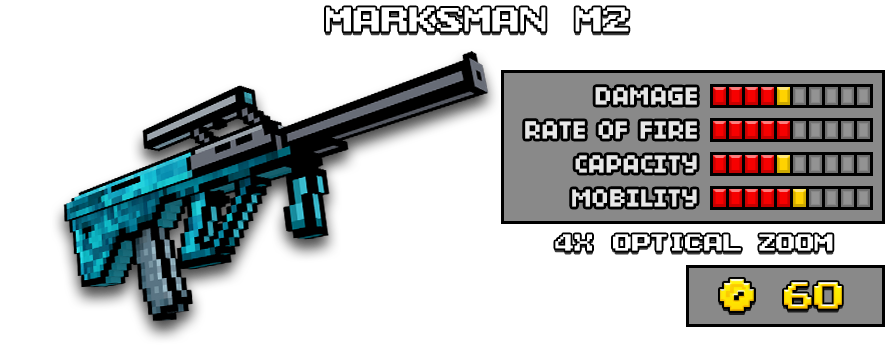 MARKSMAN M2
DAMAGE
RATE OF FIRE
CAPACITY
MOBILITY
4X OPTICAL ZOOM
60